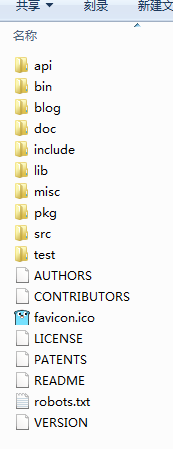 共享 刻录 新建文
名称
api
bin
blog
doc
include
lib
misc
pkg
src
test
AUTHORS
CONTRIBUTORS
favicon.ico
LICENSE
PATENTS
README
robots.txt
VERSION